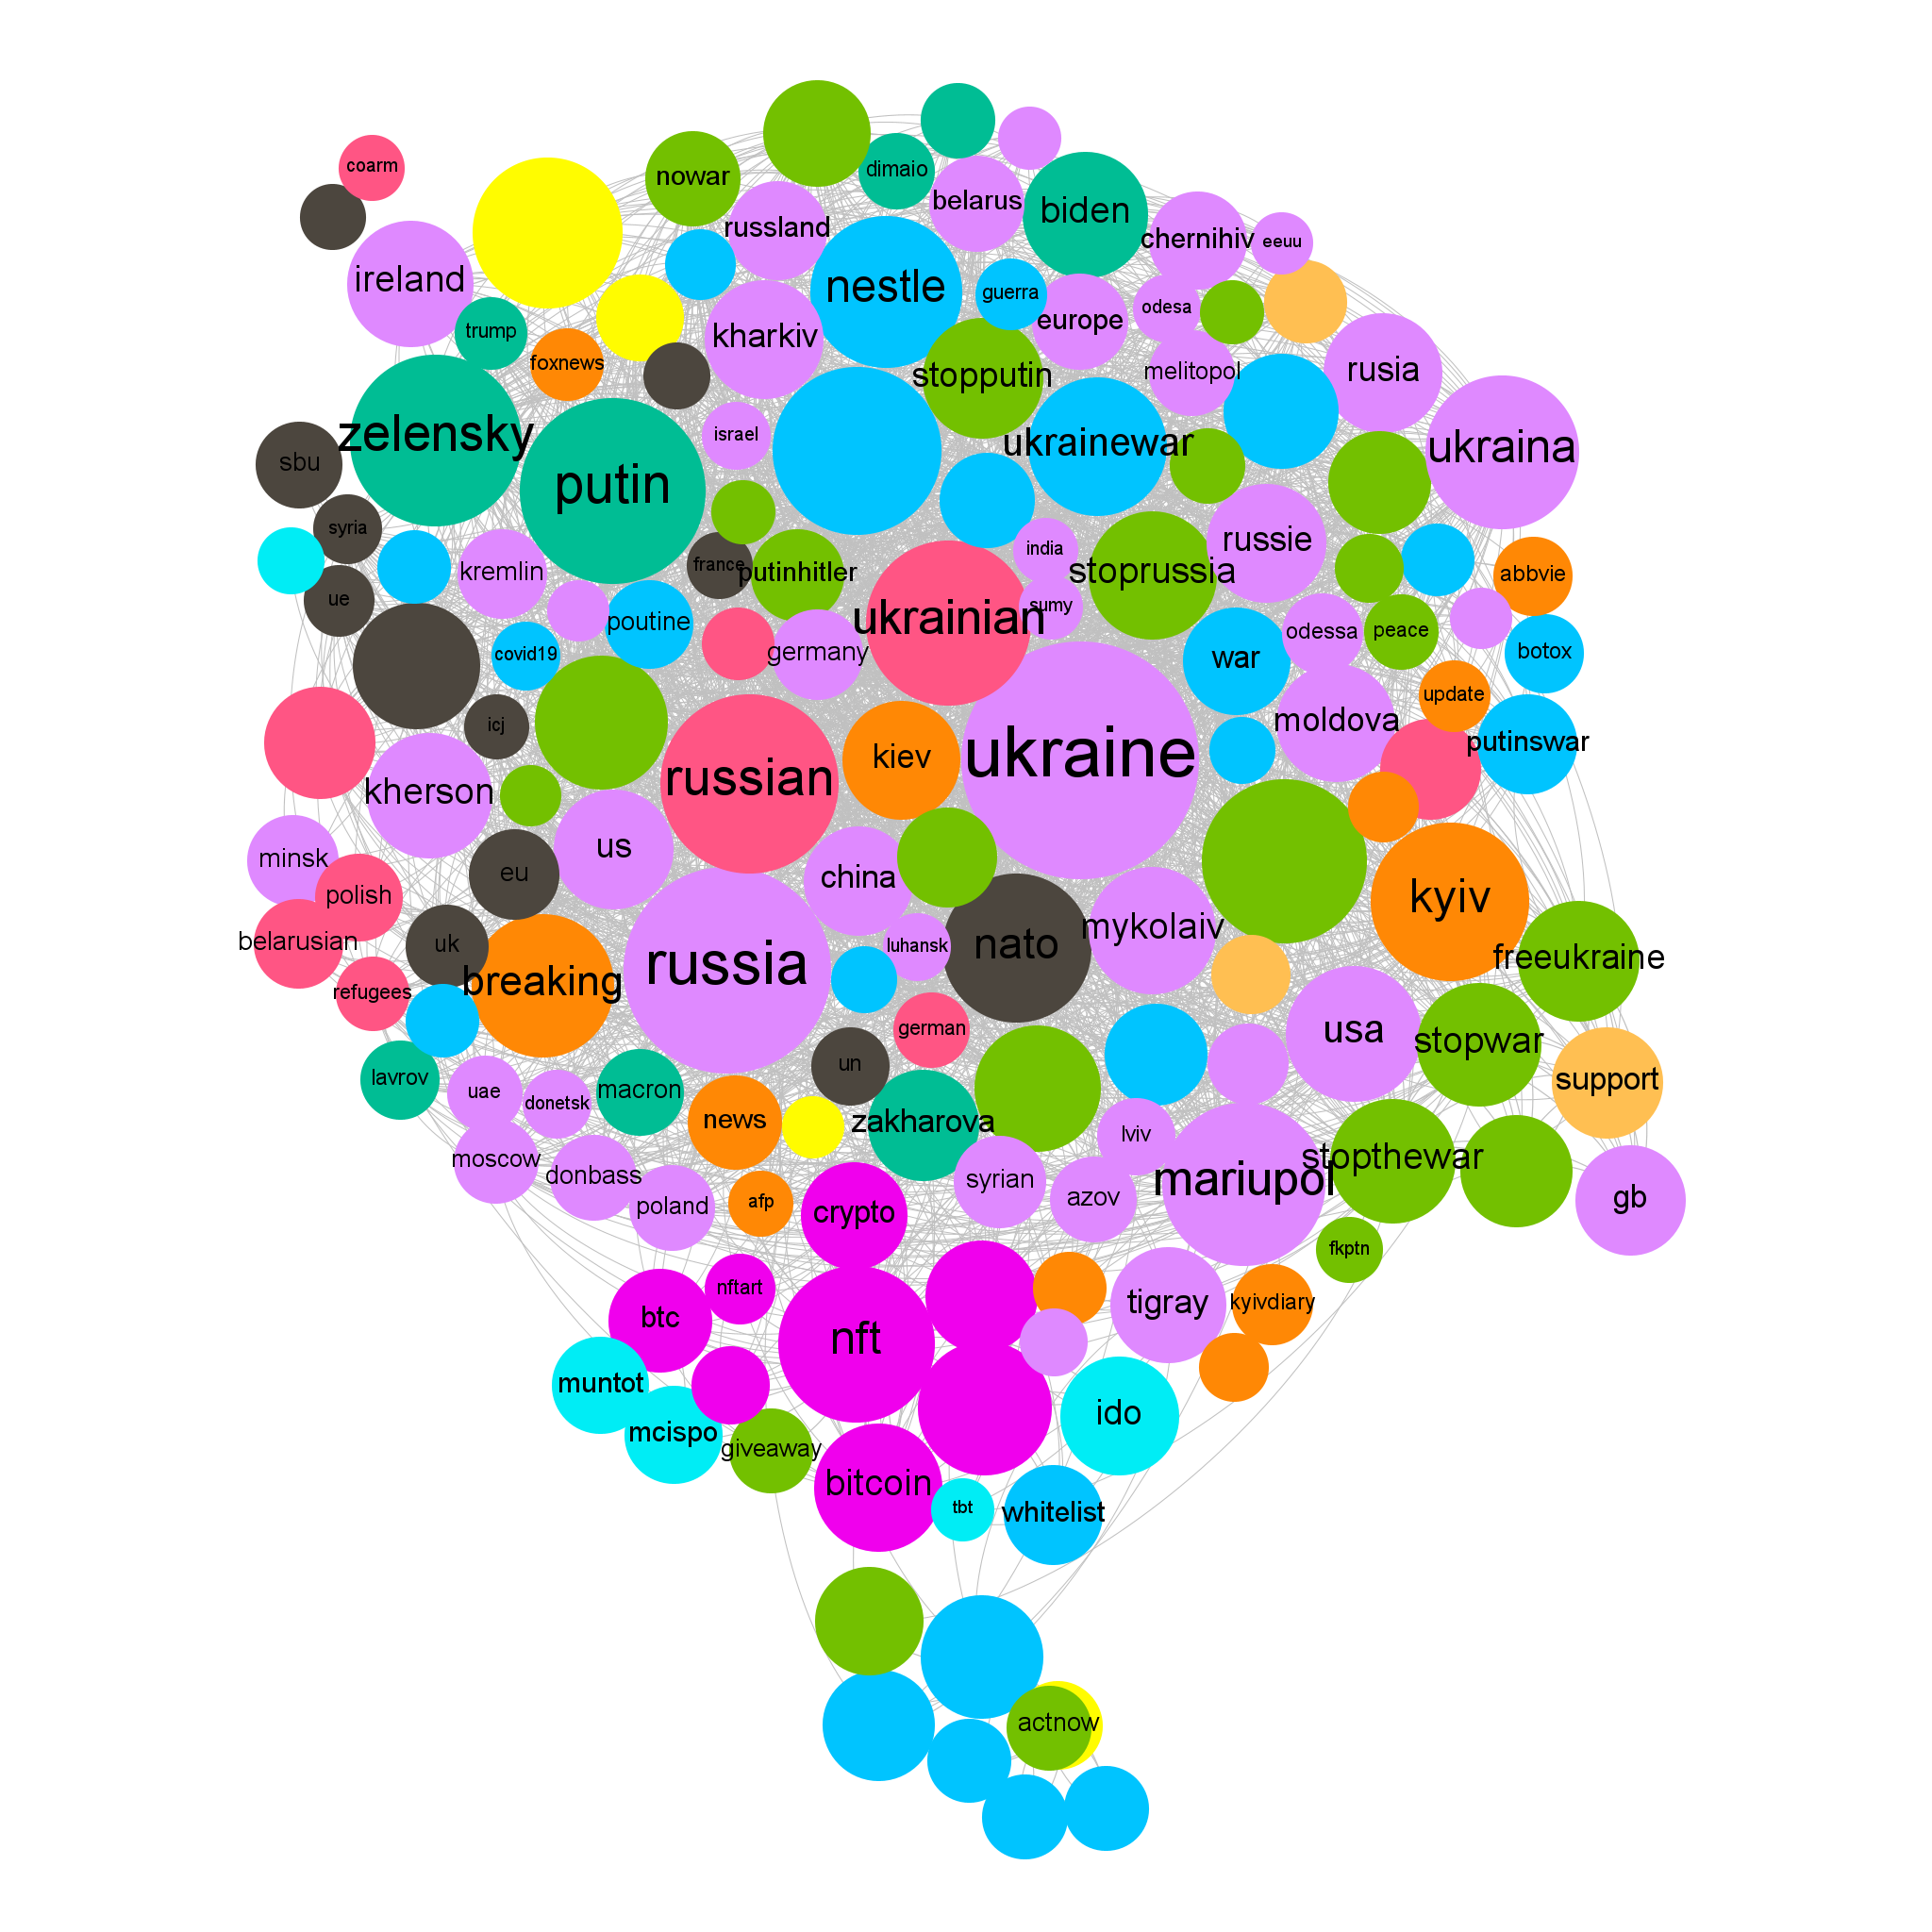 coarm
nowar
dimaio
belarus
biden
russland
chernihiv
eeuu
ireland
nestle
guerra
odesa
trump
kharkiv
europe
foxnews
stopputin
melitopol
rusia
zelensky
israel
ukrainewar
ukraina
sbu
putin
syria
india
russie
kremlin
france
putinhitler
stoprussia
abbvie
ue
sumy
poutine
ukrainian
odessa
peace
covid19
germany
war
botox
icj
update
moldova
putinswar
kiev
ukraine
russian
kherson
us
minsk
eu
china
polish
kyiv
mykolaiv
belarusian
uk
luhansk
nato
freeukraine
breaking
russia
refugees
german
usa
stopwar
un
lavrov
uae
macron
support
donetsk
news
zakharova
lviv
moscow
donbass
syrian
mariupol
stopthewar
poland
afp
azov
gb
crypto
fkptn
nftart
btc
nft
tigray
kyivdiary
muntot
mcispo
ido
giveaway
bitcoin
tbt
whitelist
actnow